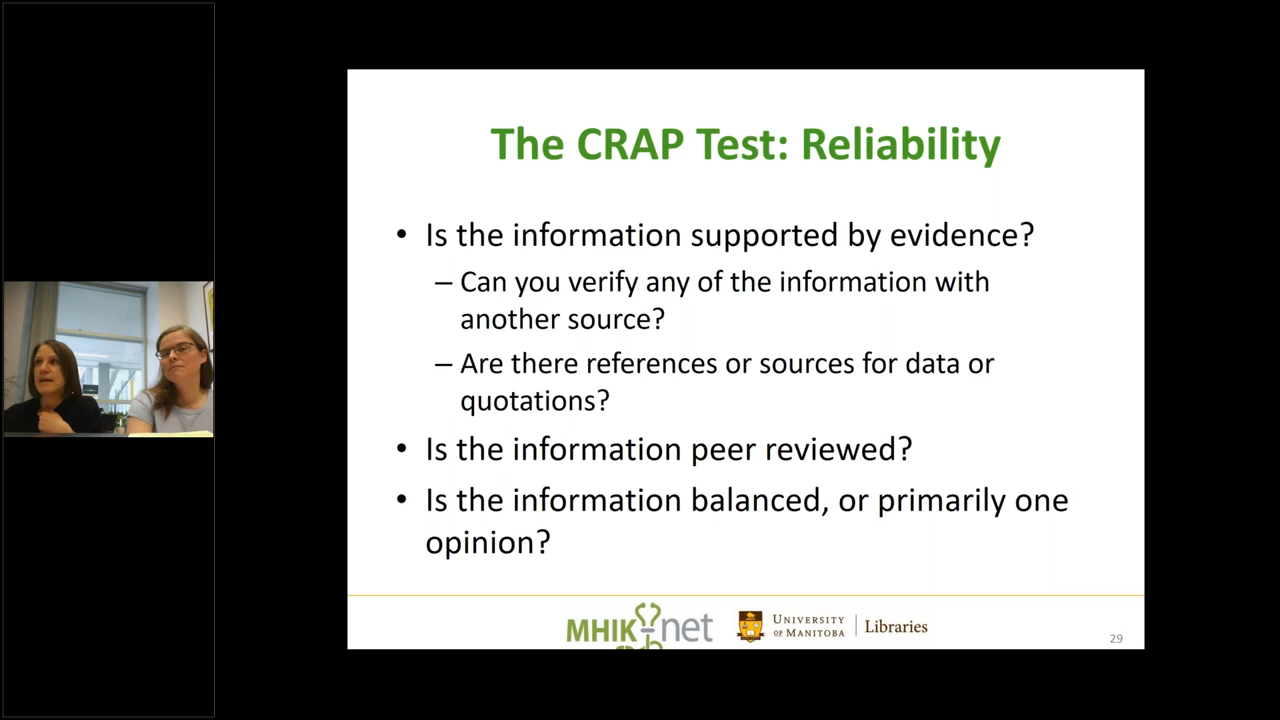 The CRAP Test: Reliability
• Is the information supported by evidence?
– Can you verify any of the information with
another source?
– Are there references or sources for data or
quotations?
• Is the information peer reviewed?
• Is the information balanced, or primarily one
opinion?
MHIKnet
UNIVERSITY
OF MANITOBA
Libraries
29